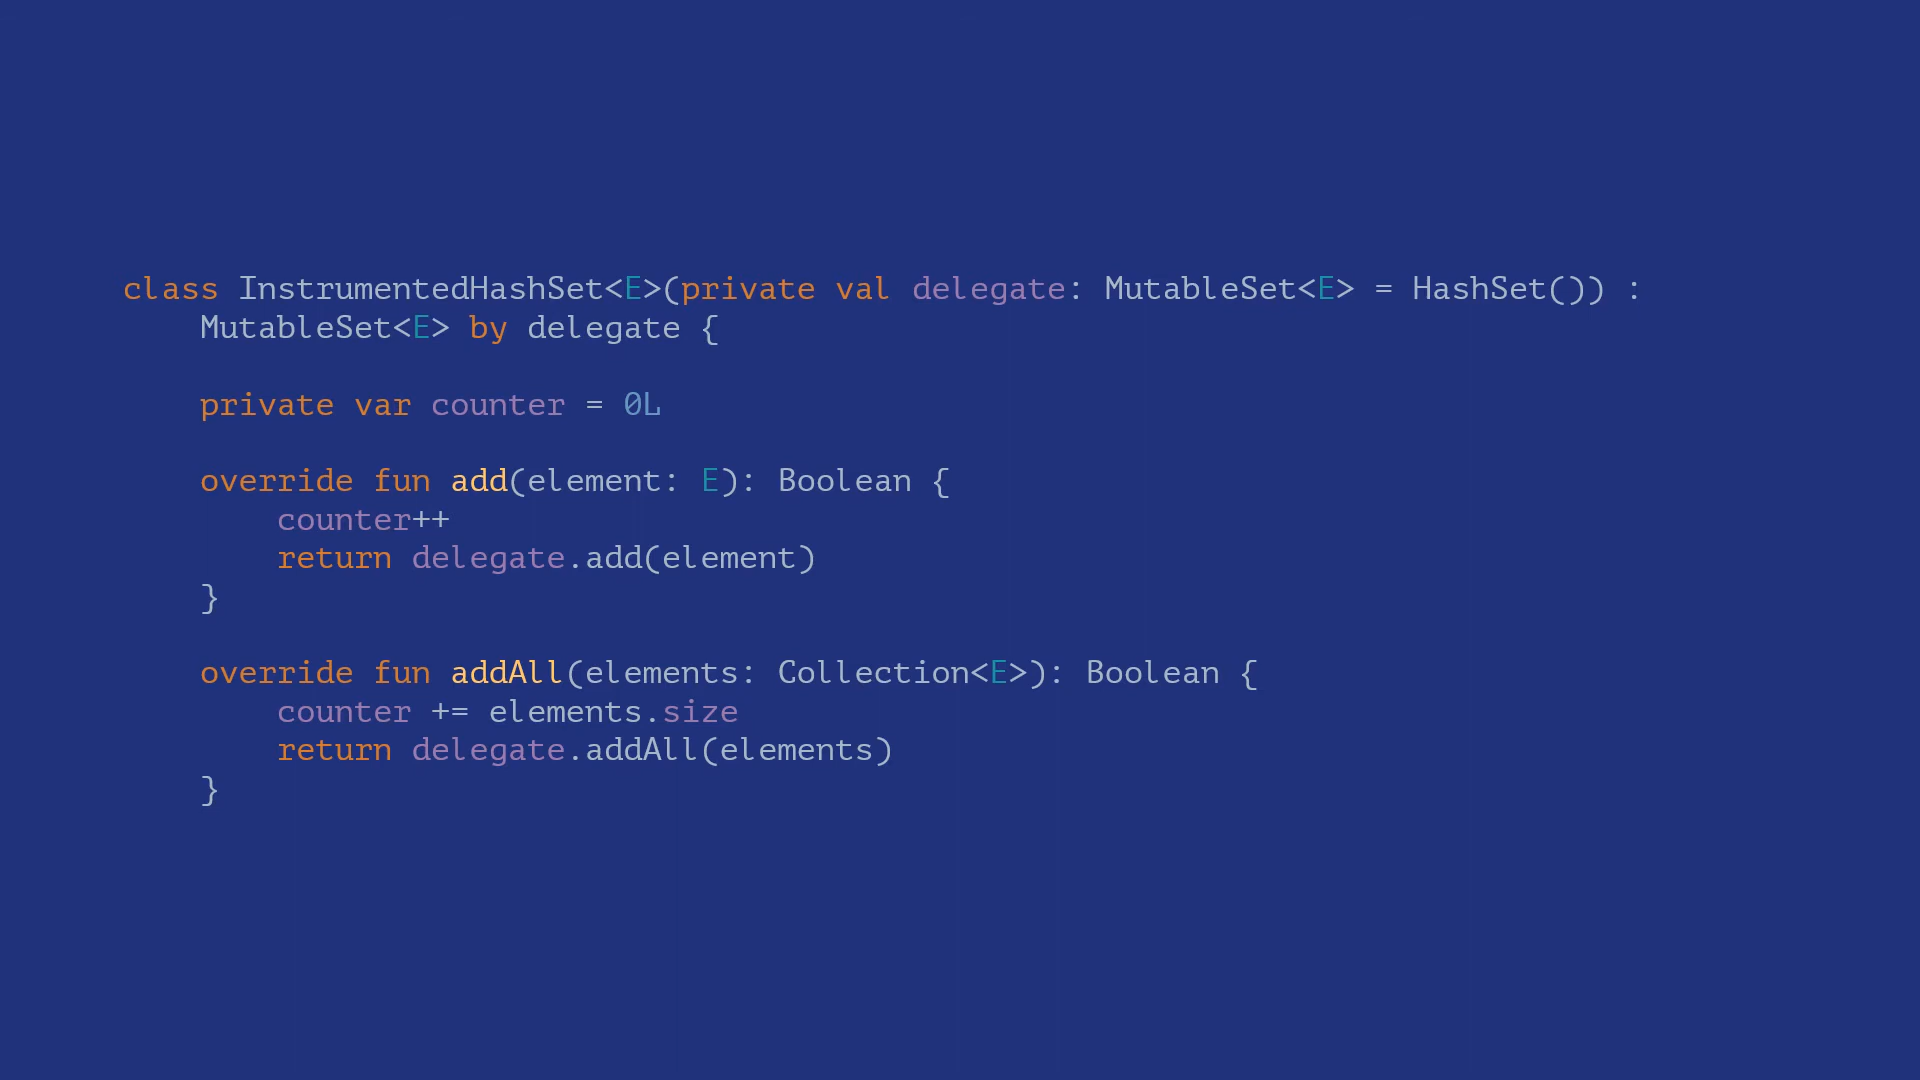 class InstrumentedHashSet<E>(private val delegate: MutableSet<E> = HashSet()) :
    MutableSet<E> by delegate {
    private var counter = 0L
    override fun add(element: E): Boolean {
        counter++
        return delegate.add(element)
    }
    override fun addAll(elements: Collection<E>): Boolean {
        counter += elements.size
        return delegate.addAll(elements)
    }